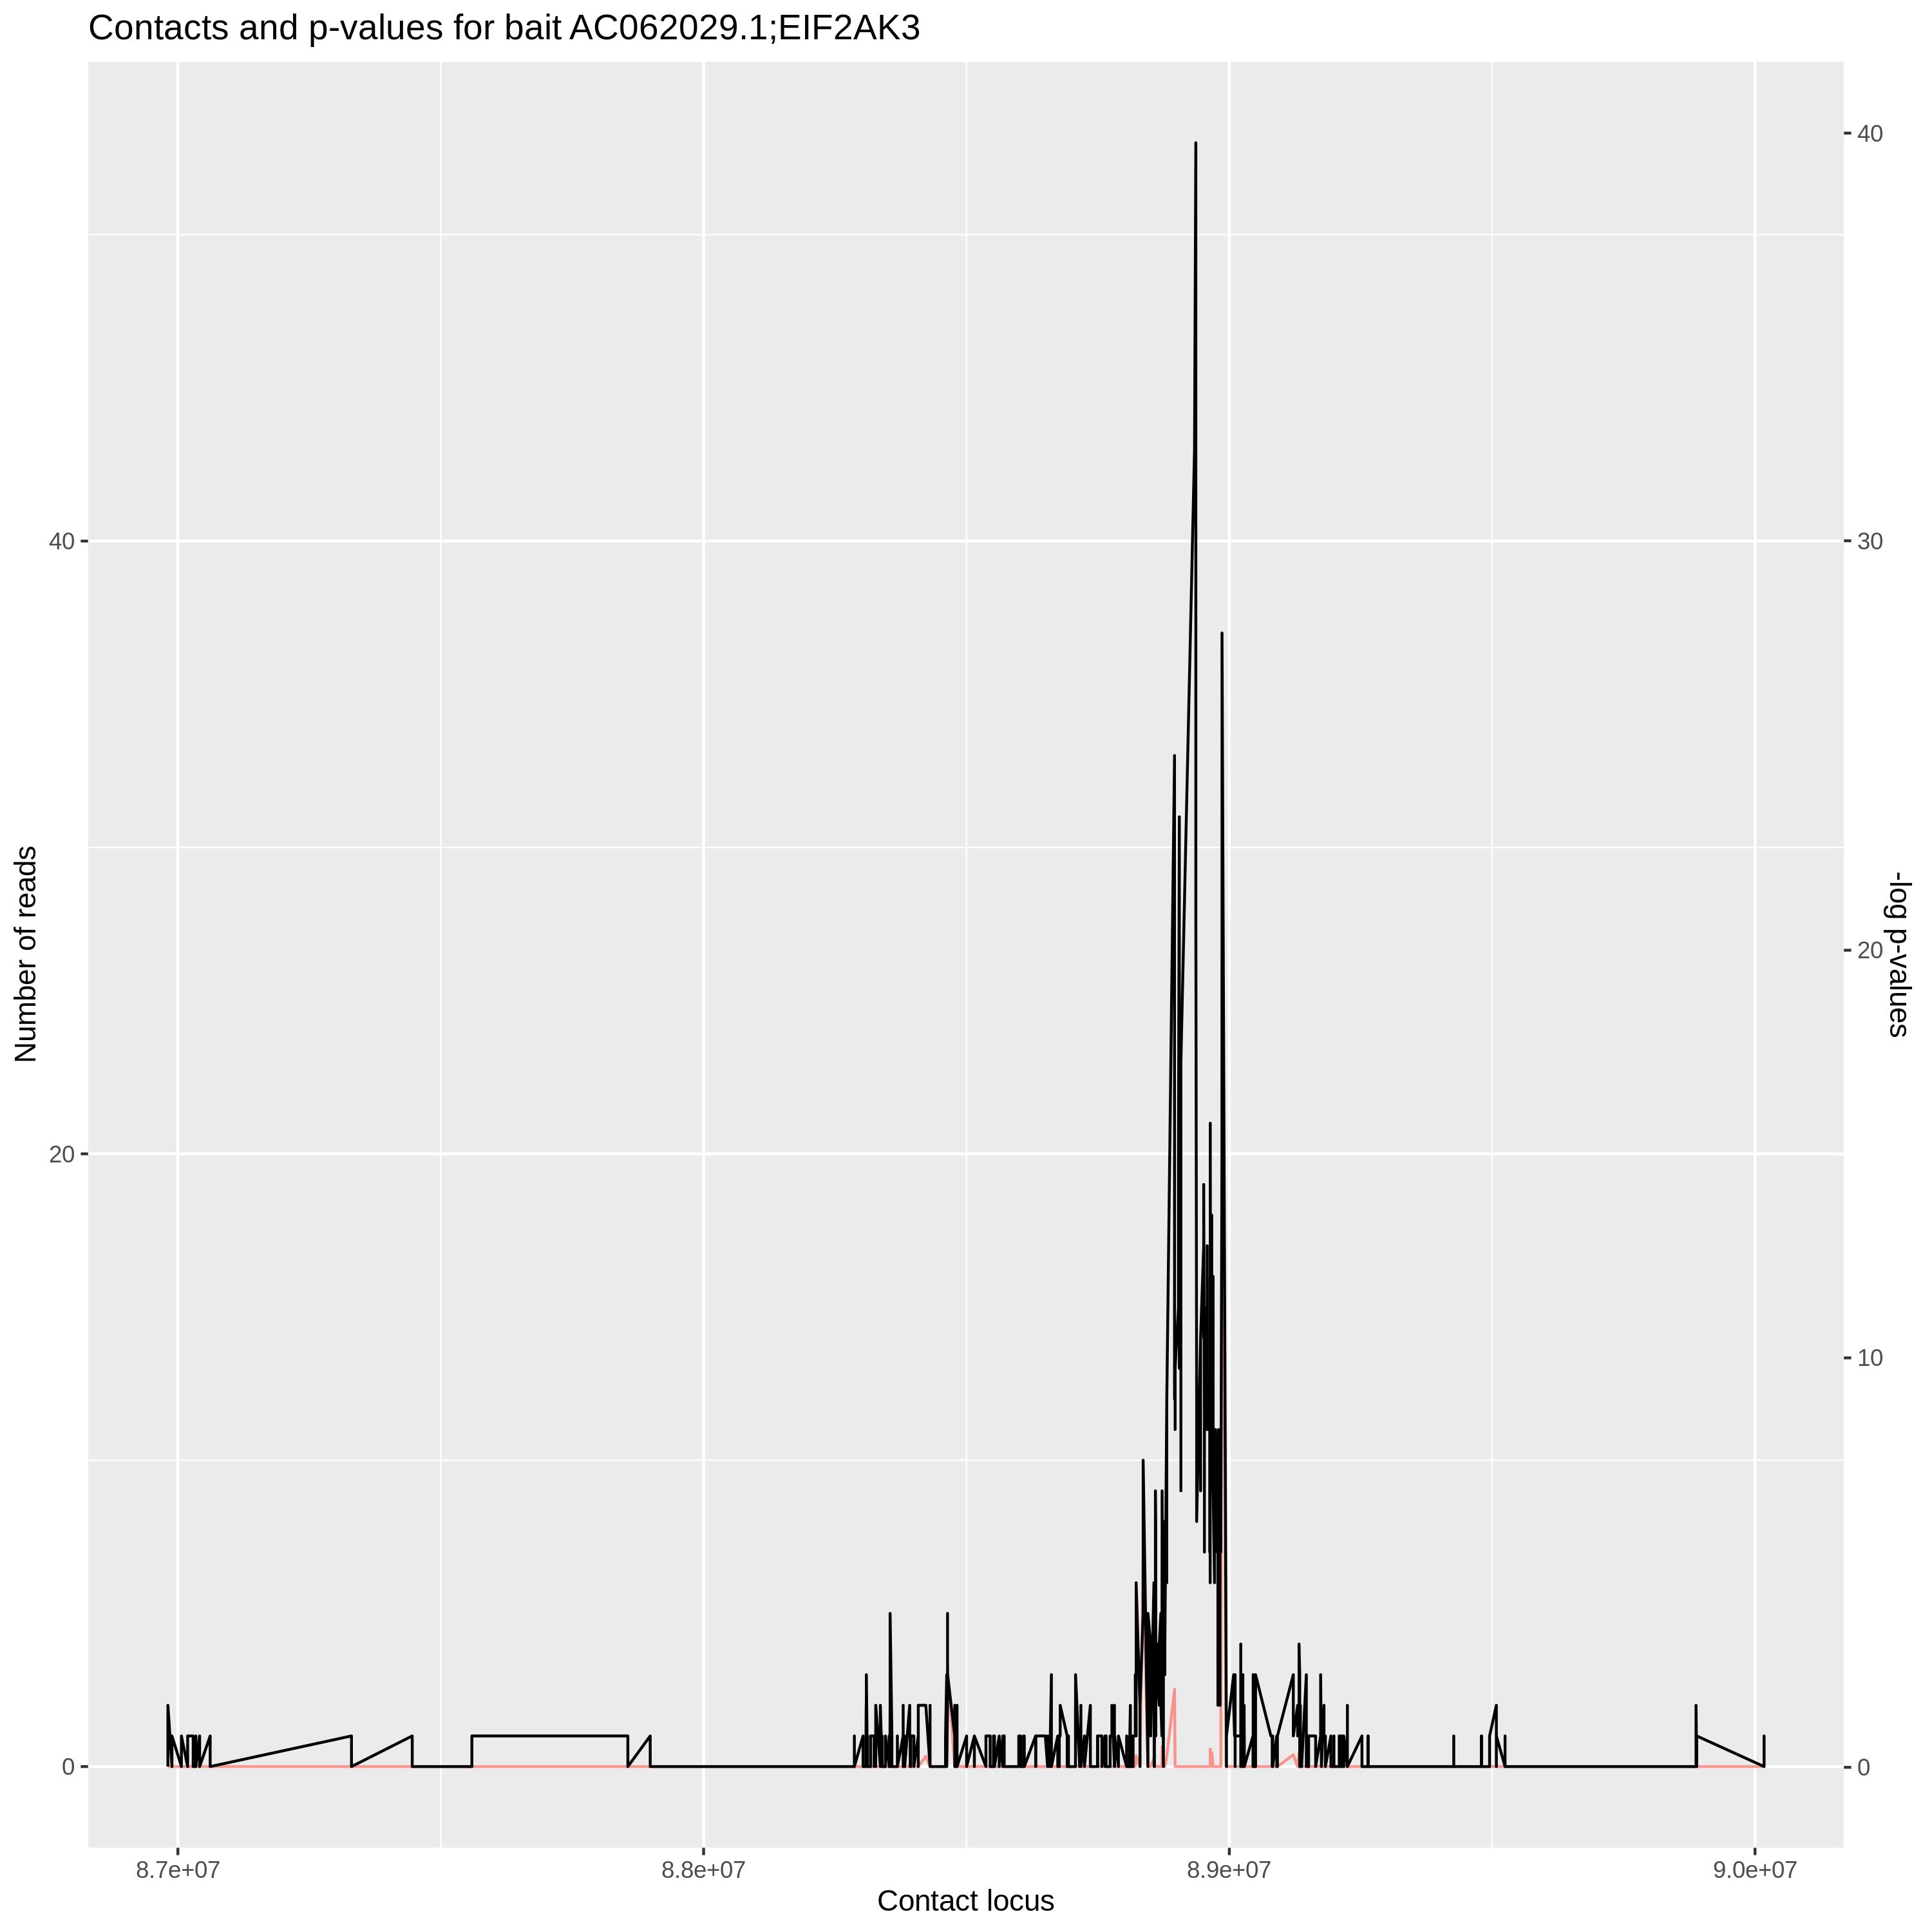 Contacts and p-values for bait AC062029.1;EIF2AK3
40
20
0
Number of reads
40
30
20
10
0
-log p-values
8.7e+07 8.8e+07 8.9e+07 9.0e+07
Contact locus